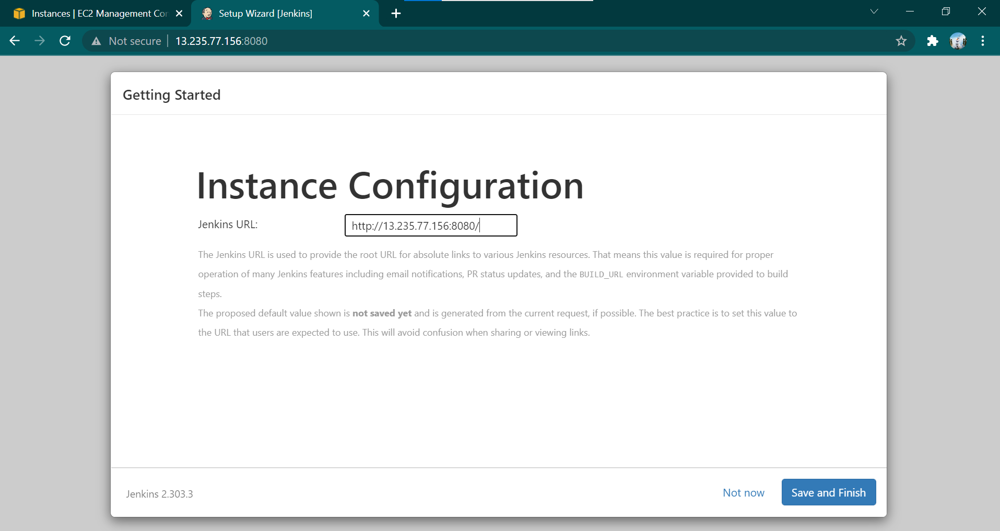 Instances | EC2 Management Con
Setup Wizard [Jenkins]
Not secure
13.235.77.156:8080
Getting Started
Instance Configuration
Jenkins URL:
http://13.235.77.156:8080/
The Jenkins URL is used to provide the root URL for absolute links to various Jenkins resources. That means this value is required for proper
operation of many Jenkins features including email notifications, PR status updates, and the BUILD_URL environment variable provided to build
steps.
The proposed default value shown is not saved yet and is generated from the current request, if possible. The best practice is to set this value to
the URL that users are expected to use. This will avoid confusion when sharing or viewing links.
Jenkins 2.303.3
Not now
Save and Finish